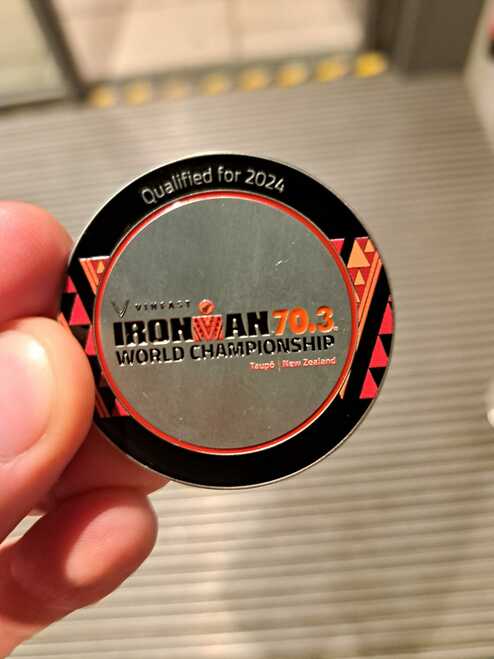 Qualified for 2024
VINFAST
IRONMAN 70.3
WORLD CHAMPIONSHIP
Taupō | New Zealand